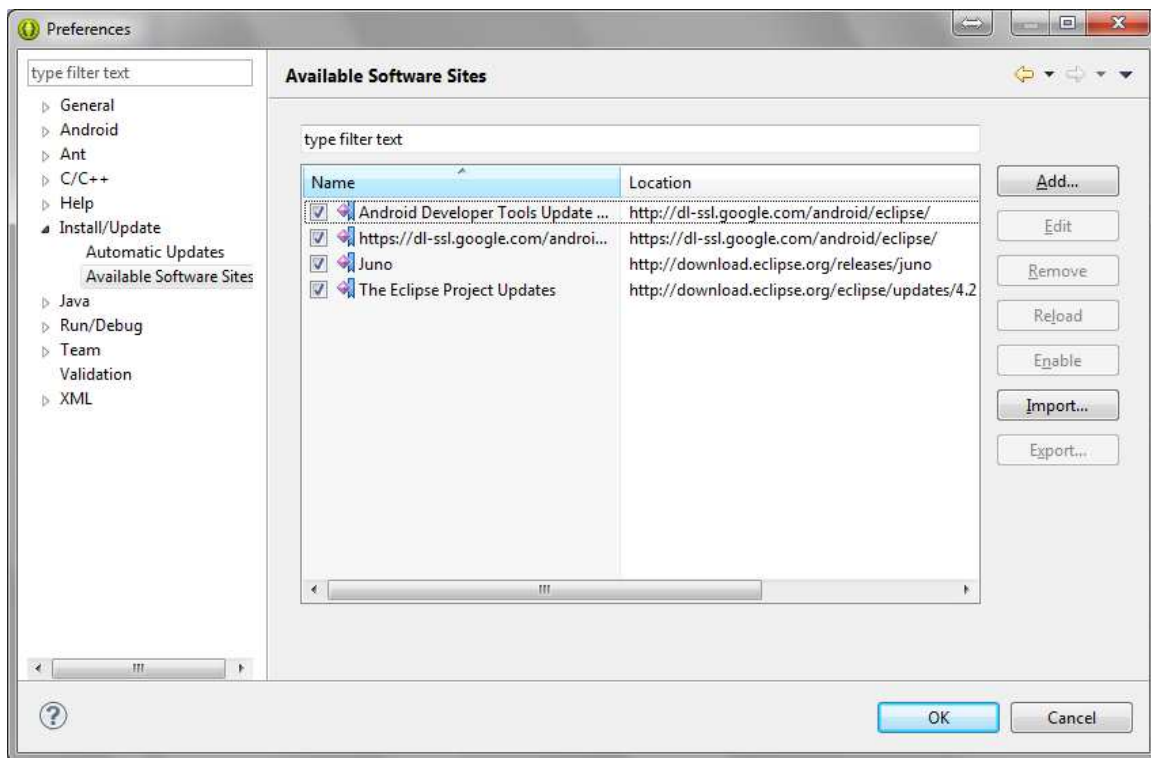 Preferences
type filter text
General
Android
Ant
C/C++
Help
Install/Update
Automatic Updates
Available Software Sites
Java
Run/Debug
Team
Validation
XML
Available Software Sites
type filter text
Name Location
Android Developer Tools Update ... http://dl-ssl.google.com/android/eclipse/
https://dl-ssl.google.com/androi... https://dl-ssl.google.com/android/eclipse/
Juno http://download.eclipse.org/releases/juno
The Eclipse Project Updates http://download.eclipse.org/eclipse/updates/4.2
Add...
Edit
Remove
Reload
Enable
Import...
Export...
OK Cancel